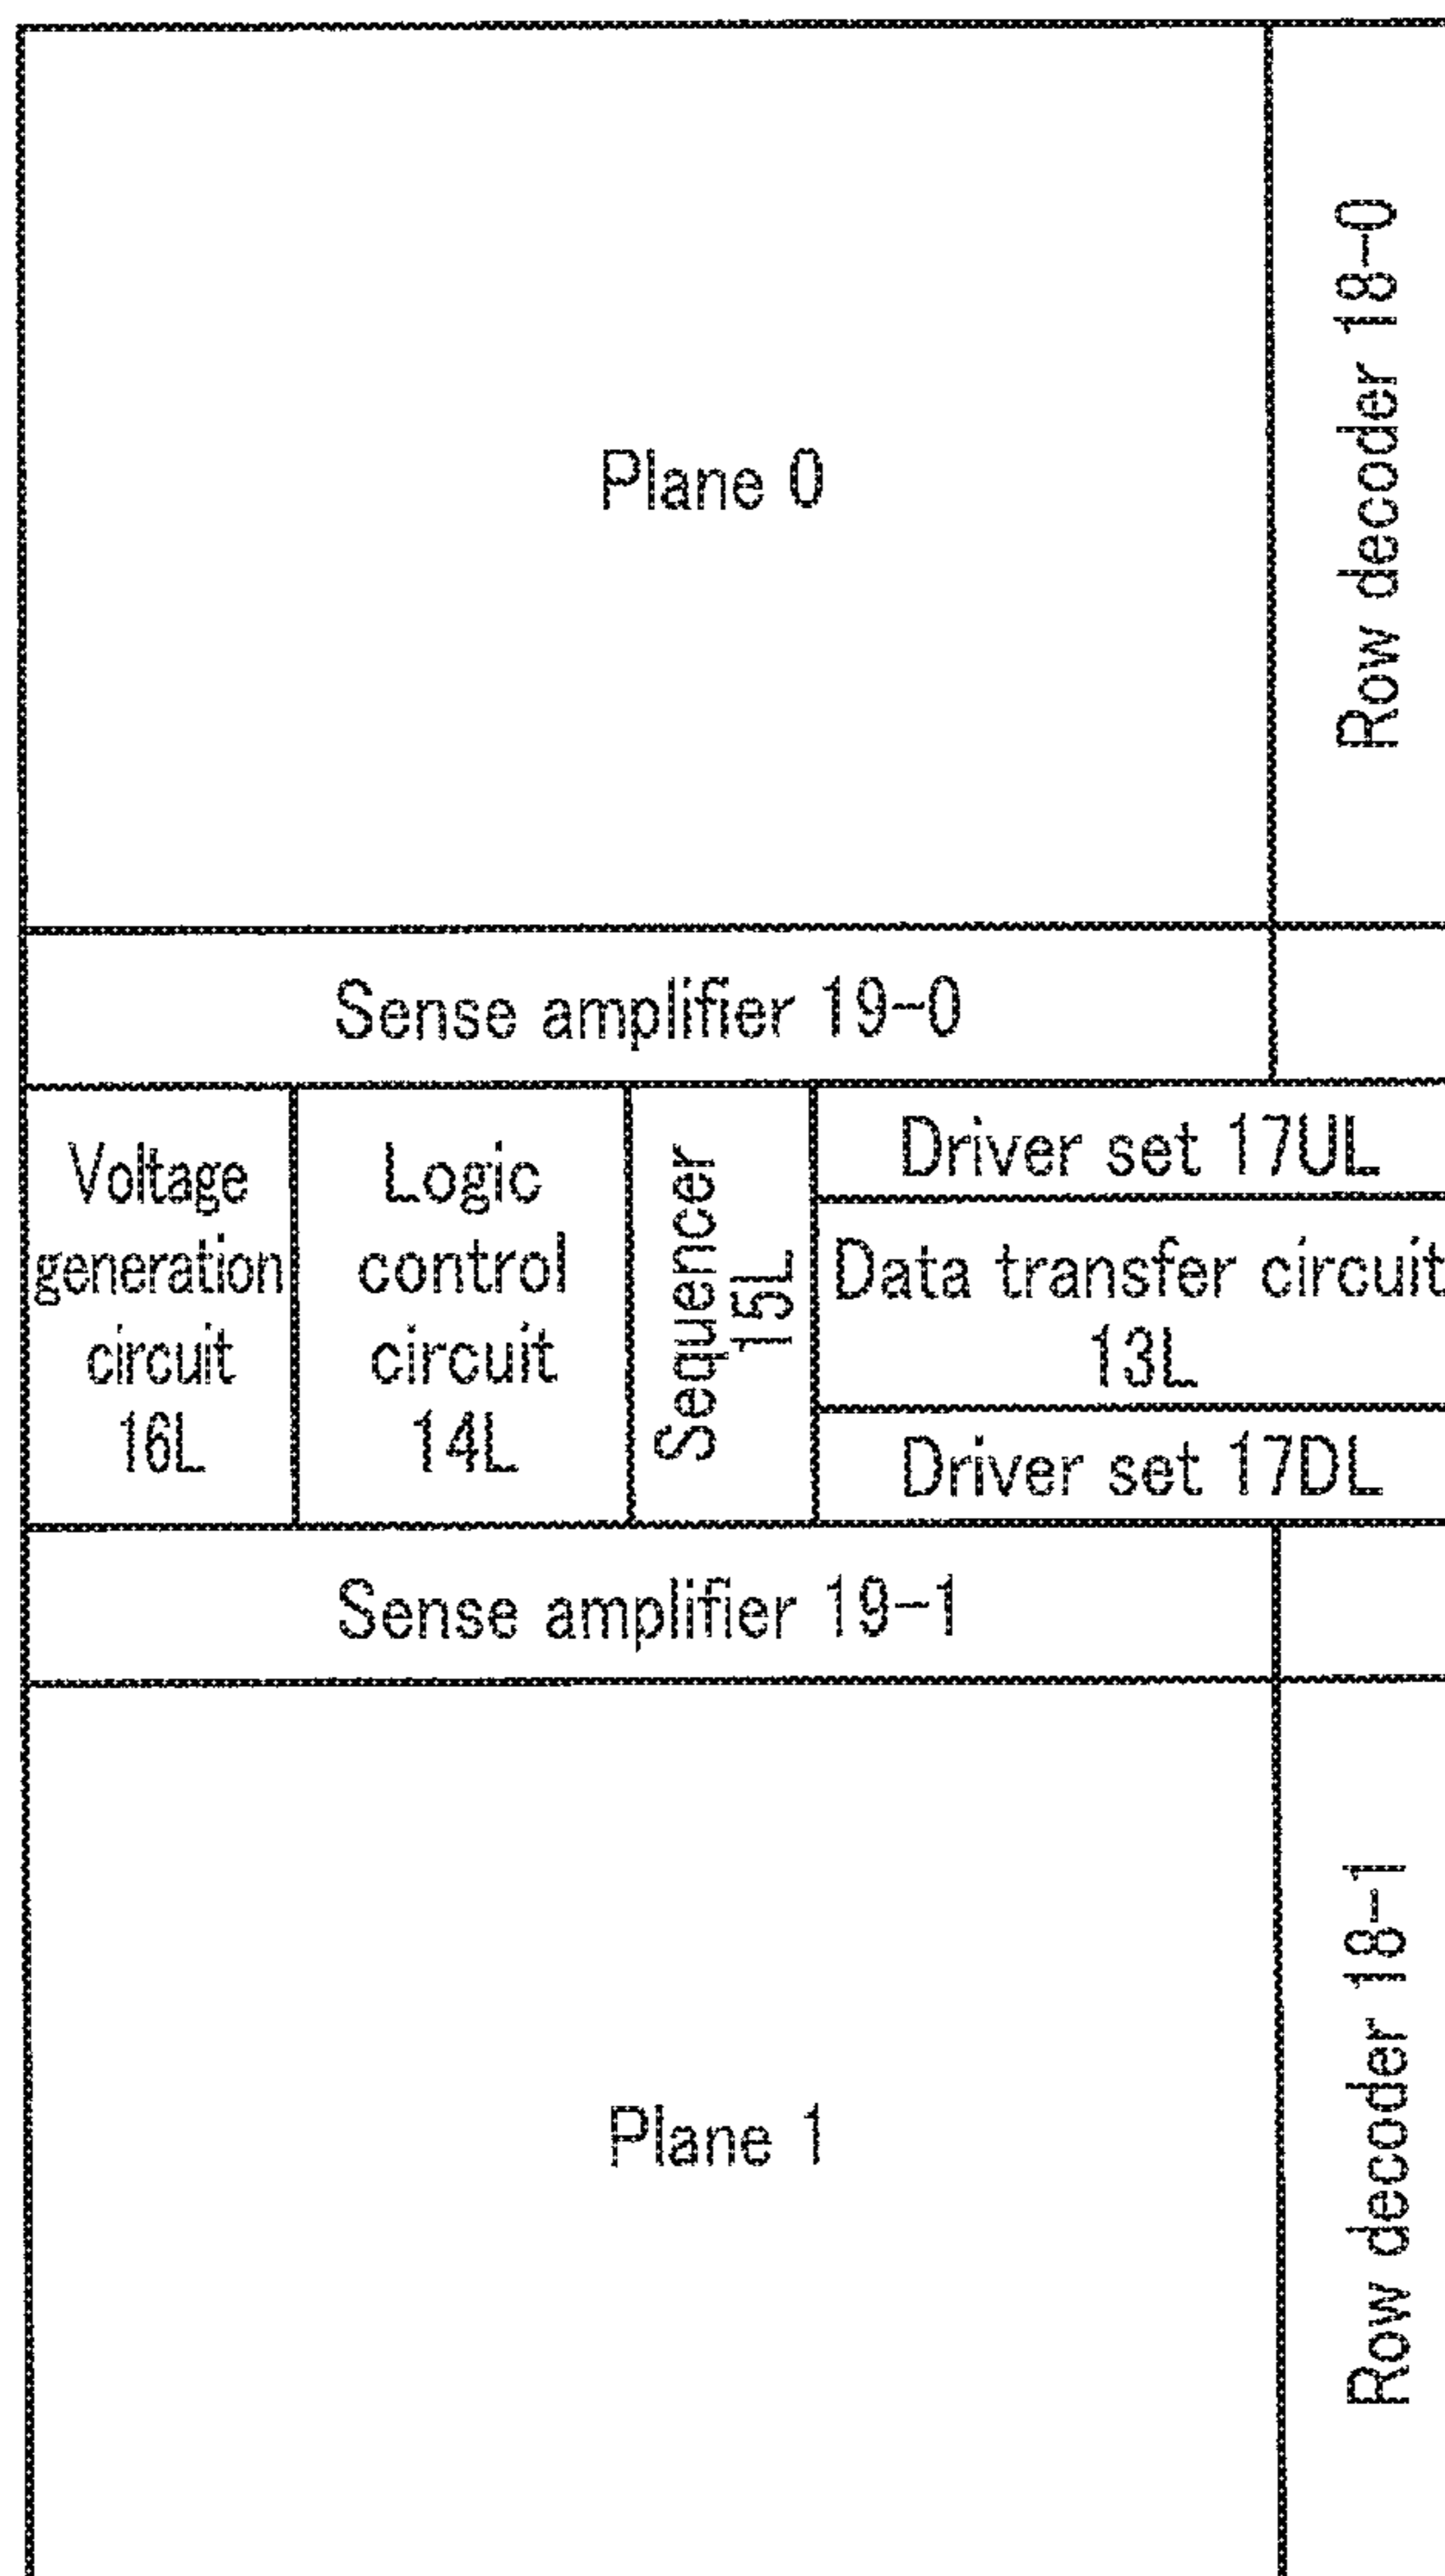 Plane 0
Row decoder 18-0
Sense amplifier 19-0
Voltage
generation
circuit
16L
Logic
control
circuit
14L
Sequencer
15L
Driver set 17UL
Data transfer circuit
13L
Driver set 17DL
Sense amplifier 19-1
Plane 1
Row decoder 18-1